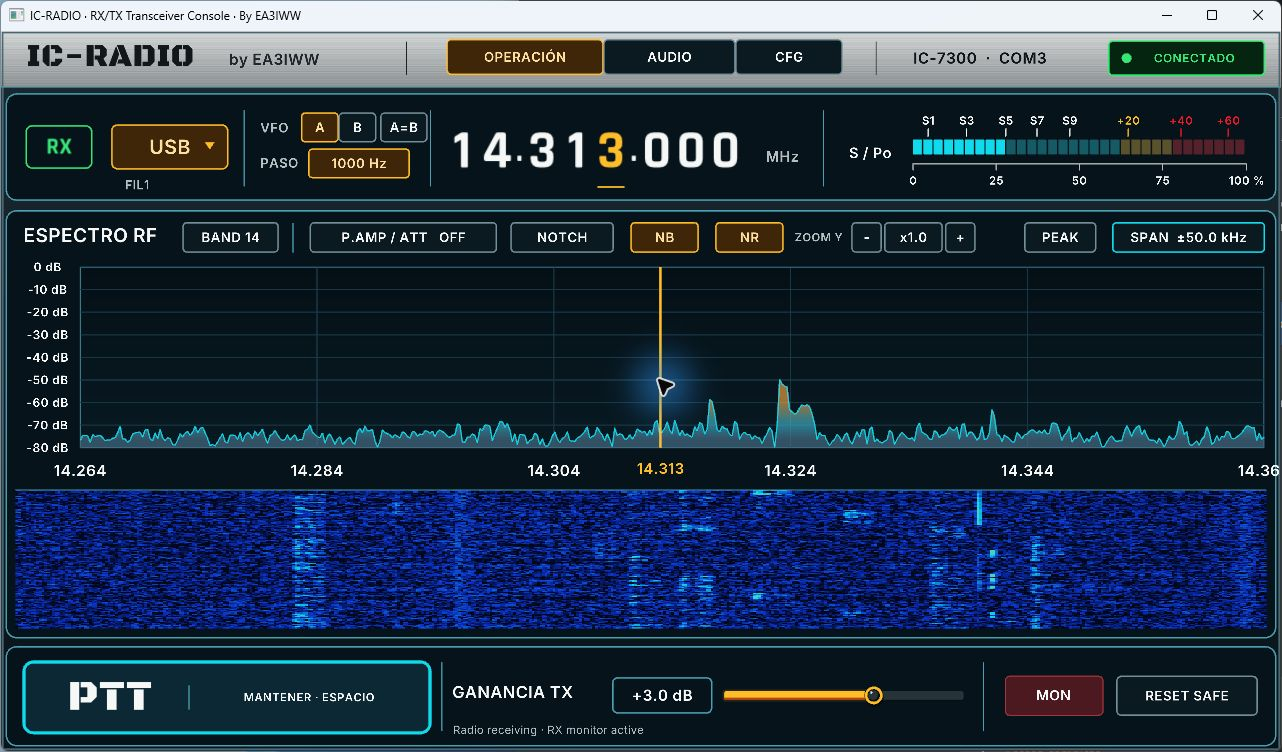 IC-RADIO · RX/TX Transceiver Console · By EA3IWW
IC-RADIO by EA3IWW OPERACIÓN AUDIO CFG IC-7300 · COM3 CONECTADO
RX USB FIL1
VFO A B A=B
PASO 1000 Hz
14.313.000 MHz
S / Po
S1 S3 S5 S7 S9 +20 +40 +60
0 25 50 75 100 %
ESPECTRO RF BAND 14 P.AMP / ATT OFF NOTCH NB NR ZOOM Y - x1.0 + PEAK SPAN ±50.0 kHz
0 dB
-10 dB
-20 dB
-30 dB
-40 dB
-50 dB
-60 dB
-70 dB
-80 dB
14.264 14.284 14.304 14.313 14.324 14.344 14.36
PTT MANTENER · ESPACIO
GANANCIA TX +3.0 dB
Radio receiving · RX monitor active
MON RESET SAFE